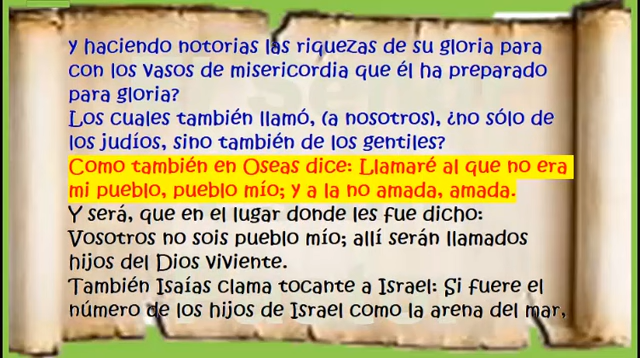 y haciendo notorias las riquezas de su gloria para
con los vasos de misericordia que él ha preparado
para gloria?
Los cuales también llamó, (a nosotros), ¿no sólo de
los judíos, sino también de los gentiles?
Como también en Oseas dice: Llamaré al que no era
mi pueblo, pueblo mío; y a la no amada, amada.
Y será, que en el lugar donde les fue dicho:
Vosotros no sois pueblo mío; allí serán llamados
hijos del Dios viviente.
También Isaías clama tocante a Israel: Si fuere el
número de los hijos de Israel como la arena del mar,